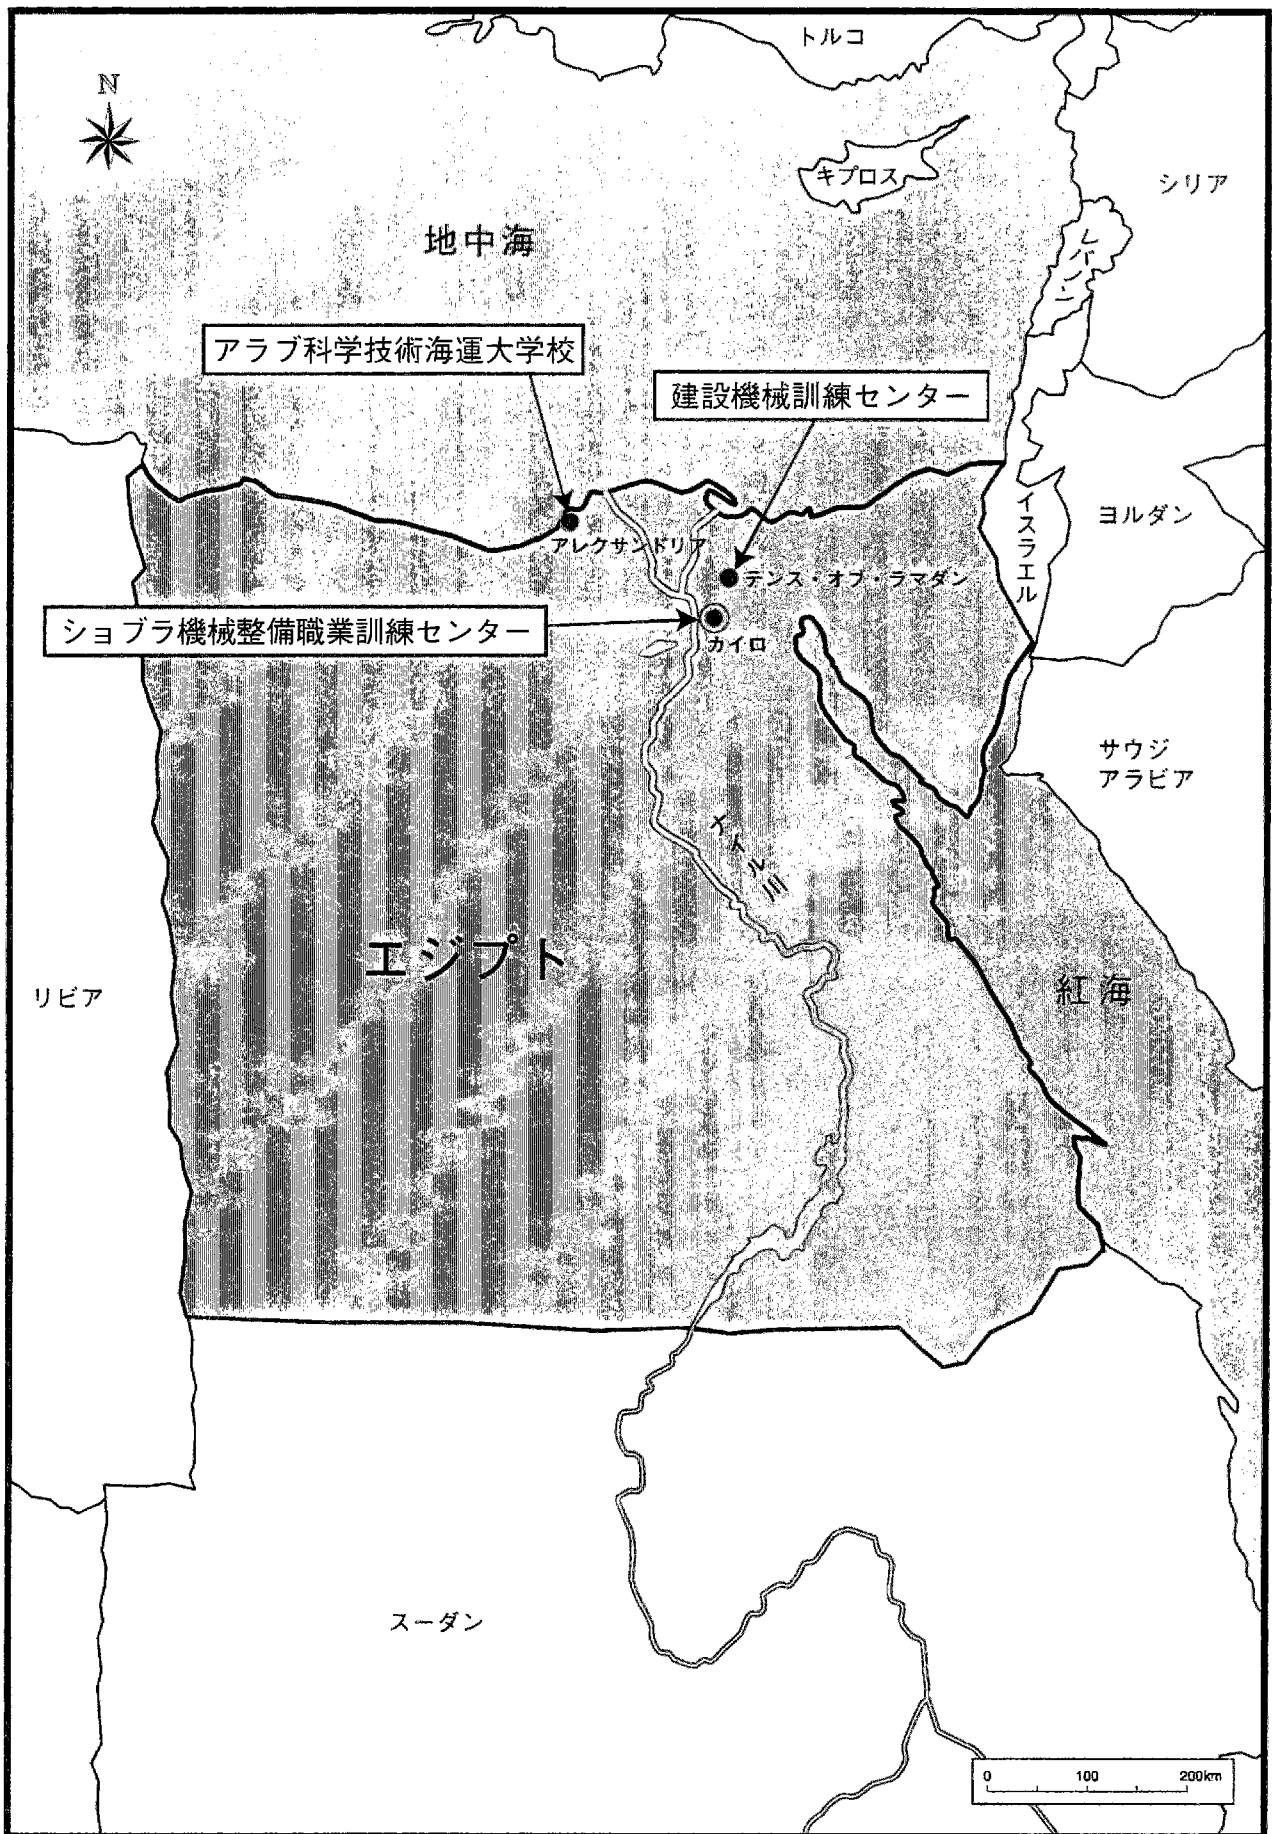 トルコ
N
キプロス
シリア
地中海
レバノン
アラブ科学技術海運大学校
建設機械訓練センター
イスラエル
ヨルダン
アレクサンドリア
テンス・オブ・ラマダン
ショブラ機械整備職業訓練センター
カイロ
サウジ
アラビア
ナイル川
エジプト
リビア
紅海
スーダン
0 100 200km